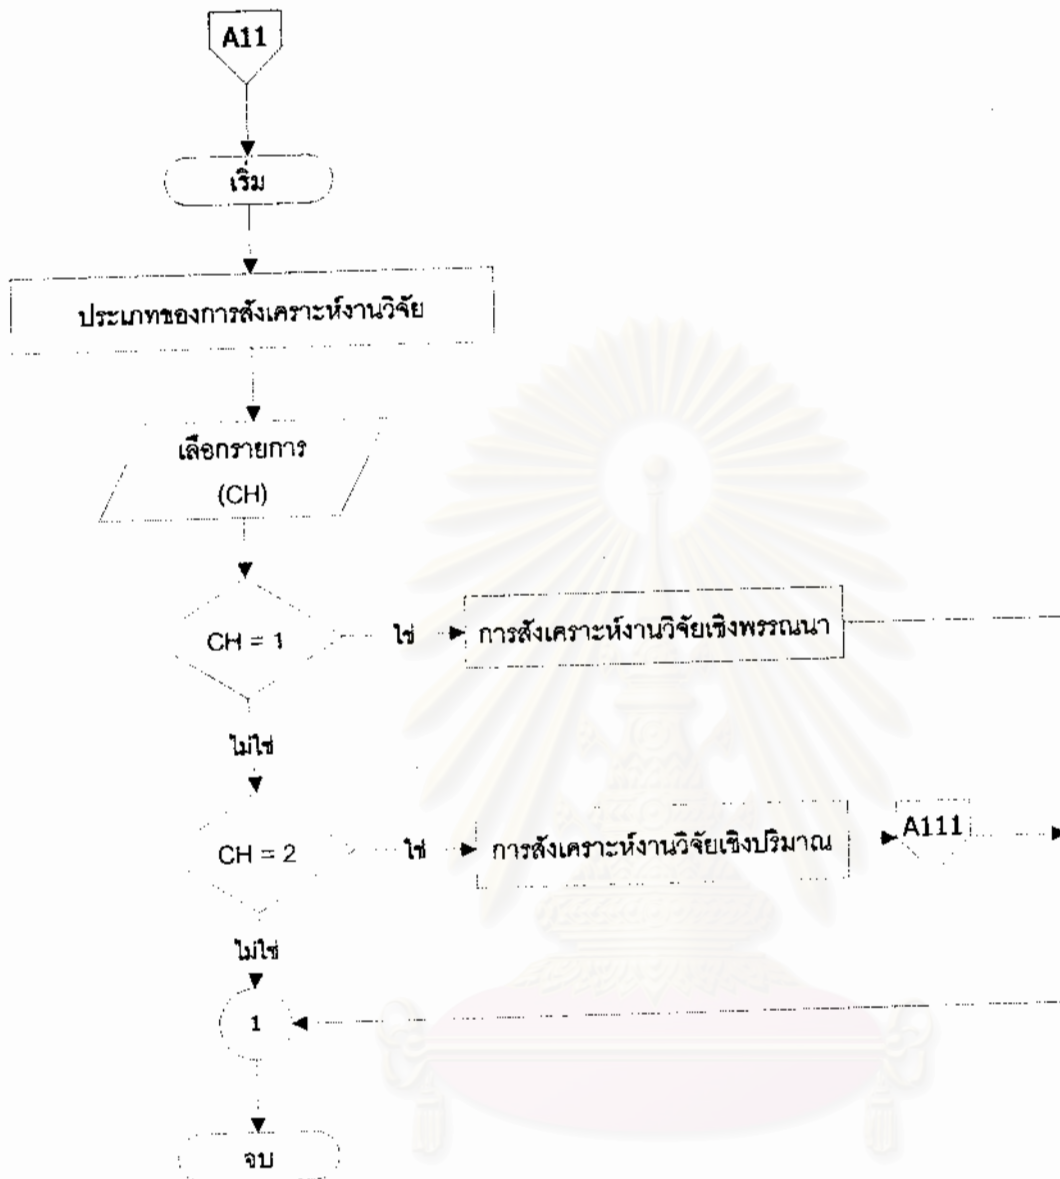 A11
เริ่ม
ประเภทของการสังเคราะห์งานวิจัย
เลือกรายการ
(CH)
CH = 1
ใช่
การสังเคราะห์งานวิจัยเชิงพรรณนา
ไม่ใช่
CH = 2
ใช่
การสังเคราะห์งานวิจัยเชิงปริมาณ
A111
ไม่ใช่
1
จบ